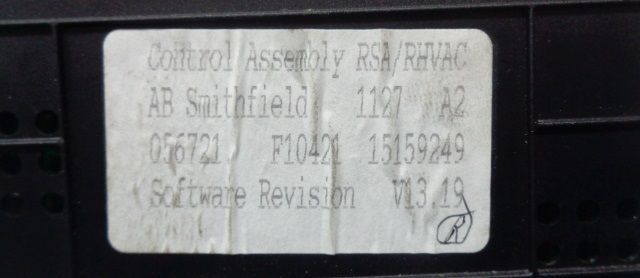 Control Assembly RSA/RHVAC
AB Smithfield 1127 A2
056721 F10421 15159249
Software Revision V13.19
R